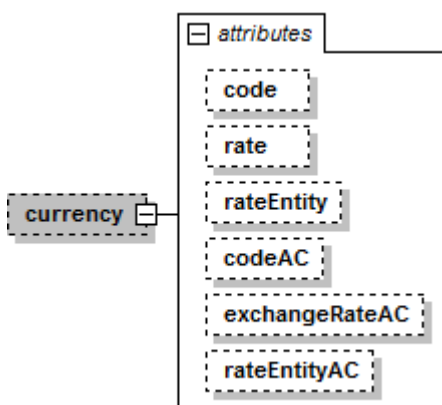 attributes
code
rate
rateEntity
currency
codeAC
exchangeRateAC
rateEntityAC